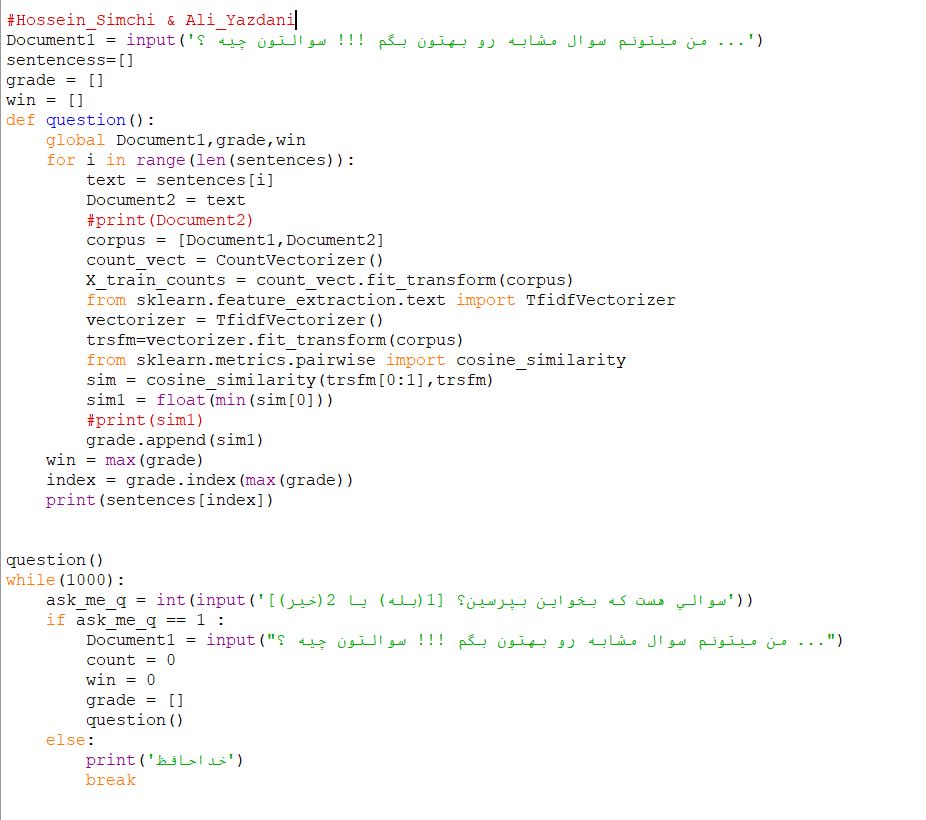 #Hossein_Simchi & Ali_Yazdani
Document1 = input('من میتونم سوال مشابه رو بهتون بگم !!! سوالتون چیه ؟ ...')
sentencess=[]
grade = []
win = []
def question():
    global Document1,grade,win
    for i in range(len(sentences)):
        text = sentences[i]
        Document2 = text
        #print(Document2)
        corpus = [Document1,Document2]
        count_vect = CountVectorizer()
        X_train_counts = count_vect.fit_transform(corpus)
        from sklearn.feature_extraction.text import TfidfVectorizer
        vectorizer = TfidfVectorizer()
        trsfm=vectorizer.fit_transform(corpus)
        from sklearn.metrics.pairwise import cosine_similarity
        sim = cosine_similarity(trsfm[0:1],trsfm)
        sim1 = float(min(sim[0]))
        #print(sim1)
        grade.append(sim1)
    win = max(grade)
    index = grade.index(max(grade))
    print(sentences[index])
question()
while(1000):
    ask_me_q = int(input('سوالي هست که بخواین بپرسین؟ [1(بله) یا 2(خیر)]'))
    if ask_me_q == 1 :
        Document1 = input("من میتونم سوال مشابه رو بهتون بگم !!! سوالتون چیه ؟ ...")
        count = 0
        win = 0
        grade = []
        question()
    else:
        print('خداحافظ')
        break